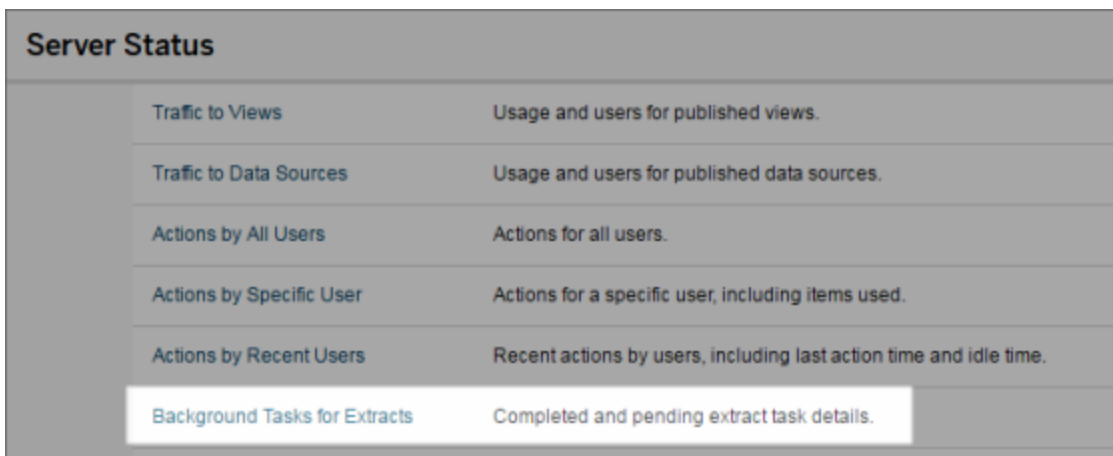 Server Status
Traffic to Views Usage and users for published views.
Traffic to Data Sources Usage and users for published data sources.
Actions by All Users Actions for all users.
Actions by Specific User Actions for a specific user, including items used.
Actions by Recent Users Recent actions by users, including last action time and idle time.
Background Tasks for Extracts Completed and pending extract task details.